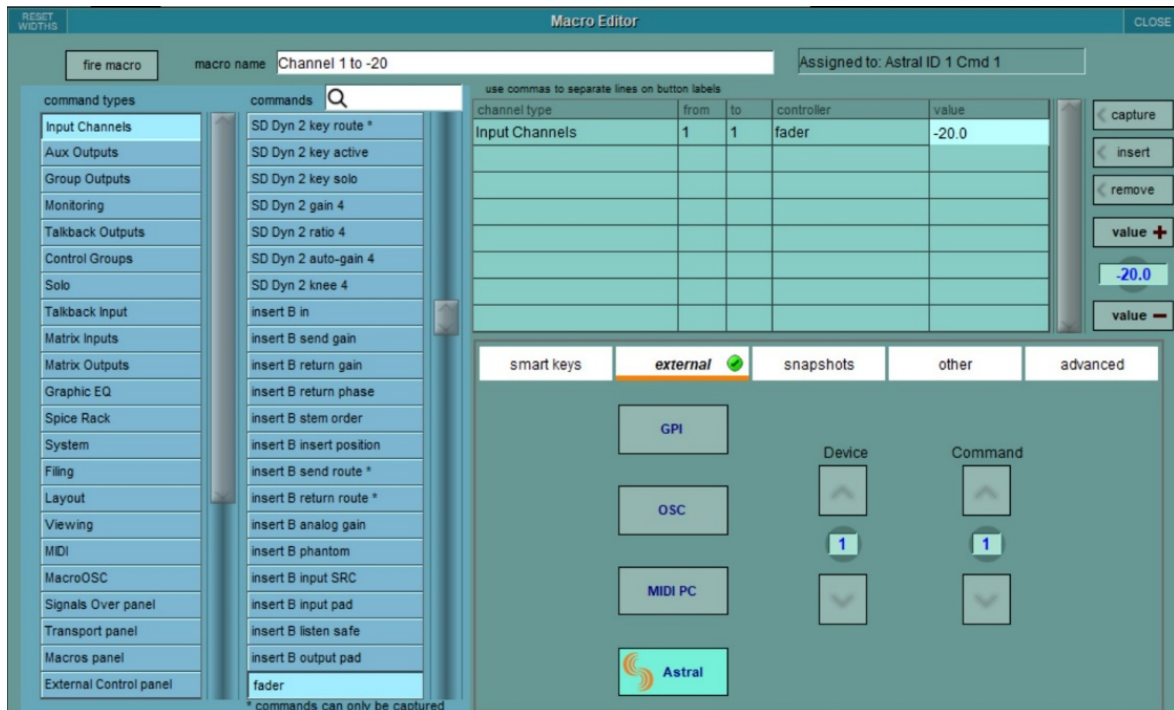 RESET
WIDTHS
Macro Editor
CLOSE
fire macro
macro name
Channel 1 to -20
Assigned to: Astral ID 1 Cmd 1
use commas to separate lines on button labels
command types
Input Channels
Aux Outputs
Group Outputs
Monitoring
Talkback Outputs
Control Groups
Solo
Talkback Input
Matrix Inputs
Matrix Outputs
Graphic EQ
Spice Rack
System
Filing
Layout
Viewing
MIDI
MacroOSC
Signals Over panel
Transport panel
Macros panel
External Control panel
commands
SD Dyn 2 key route *
SD Dyn 2 key active
SD Dyn 2 key solo
SD Dyn 2 gain 4
SD Dyn 2 ratio 4
SD Dyn 2 auto-gain 4
SD Dyn 2 knee 4
insert B in
insert B send gain
insert B return gain
insert B return phase
insert B stem order
insert B insert position
insert B send route *
insert B return route *
insert B analog gain
insert B phantom
insert B input SRC
insert B input pad
insert B listen safe
insert B output pad
fader
* commands can only be captured
channel type from to controller value
Input Channels 1 1 fader -20.0
capture
insert
remove
value +
-20.0
value -
smart keys external snapshots other advanced
GPI
OSC
MIDI PC
Astral
Device Command
1 1